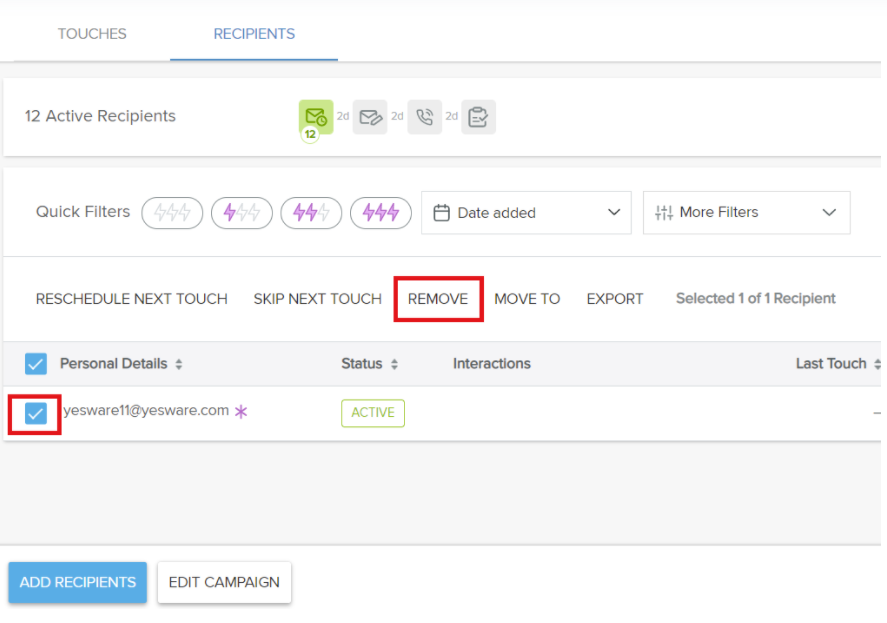 TOUCHES RECIPIENTS
12 Active Recipients 2d 2d 2d
12
Quick Filters Date added More Filters
RESCHEDULE NEXT TOUCH SKIP NEXT TOUCH REMOVE MOVE TO EXPORT Selected 1 of 1 Recipient
Personal Details Status Interactions Last Touch
yesware11@yesware.com ACTIVE –
ADD RECIPIENTS EDIT CAMPAIGN